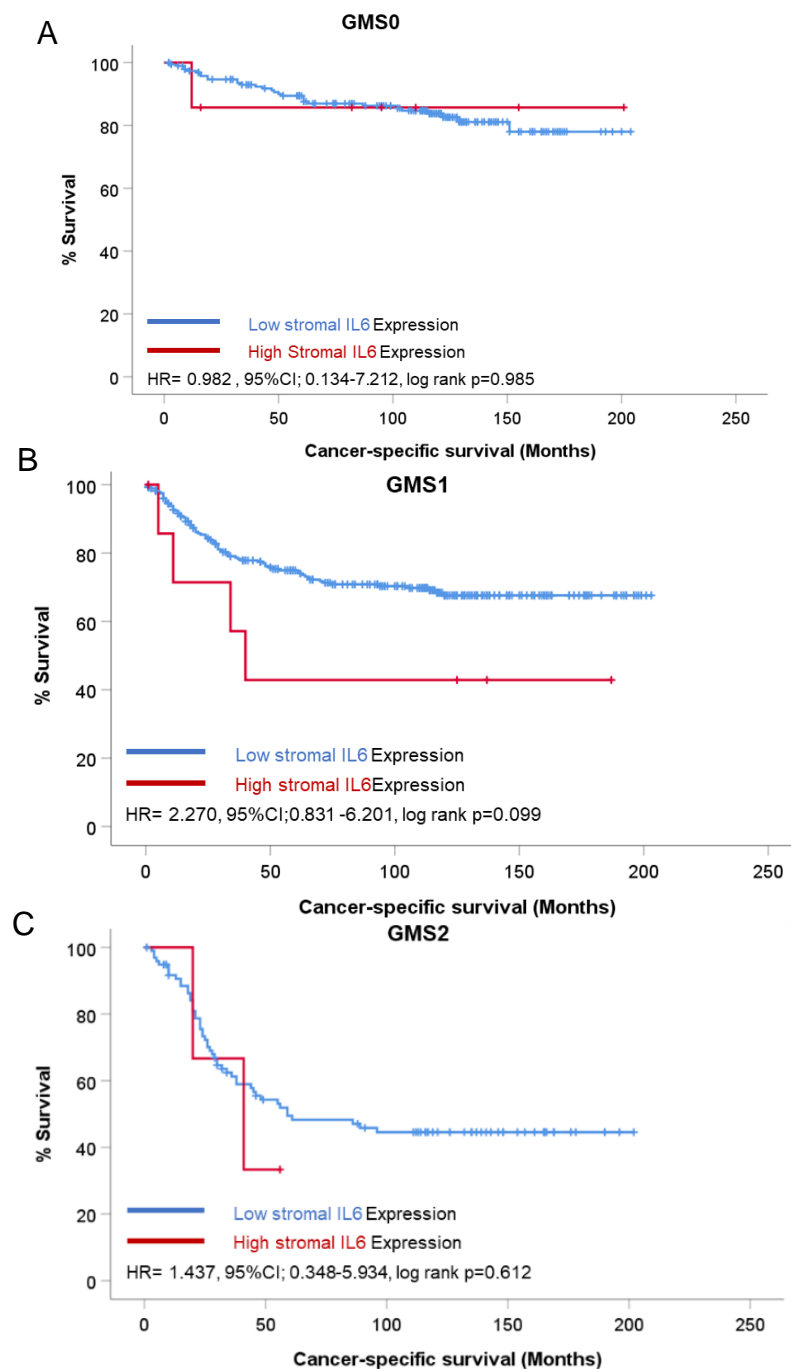 A
GMS0
100
80
60
40
20
0
% Survival
Low stromal IL6 Expression
High Stromal IL6 Expression
HR= 0.982 , 95%CI; 0.134-7.212, log rank p=0.985
0 50 100 150 200 250
Cancer-specific survival (Months)
B
GMS1
100
80
60
40
20
0
% Survival
Low stromal IL6 Expression
High stromal IL6Expression
HR= 2.270, 95%CI;0.831 -6.201, log rank p=0.099
0 50 100 150 200 250
Cancer-specific survival (Months)
C
GMS2
100
80
60
40
20
0
% Survival
Low stromal IL6 Expression
High stromal IL6 Expression
HR= 1.437, 95%CI; 0.348-5.934, log rank p=0.612
0 50 100 150 200 250
Cancer-specific survival (Months)